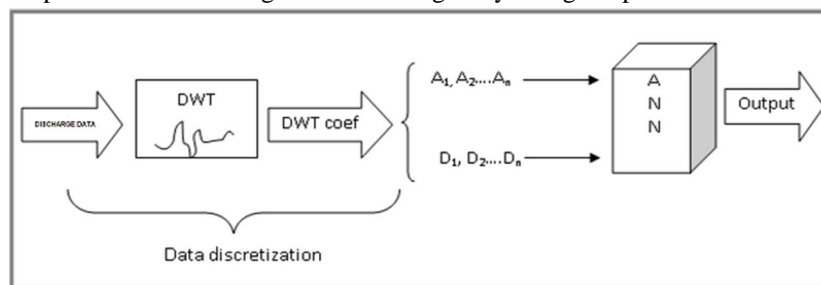 DISCHARGE DATA
DWT
DWT coef
A₁, A₂....Aₙ
D₁, D₂....Dₙ
A
N
N
Output
Data discretization